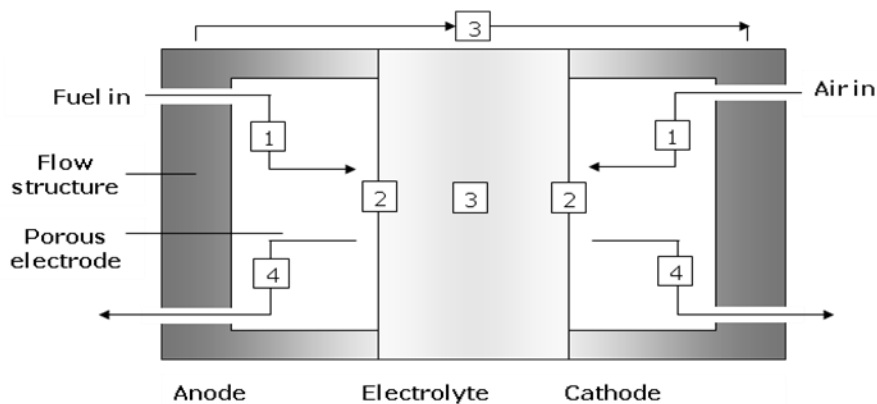 3
Fuel in
Air in
1
1
Flow
structure
2
3
2
Porous
electrode
4
4
Anode
Electrolyte
Cathode